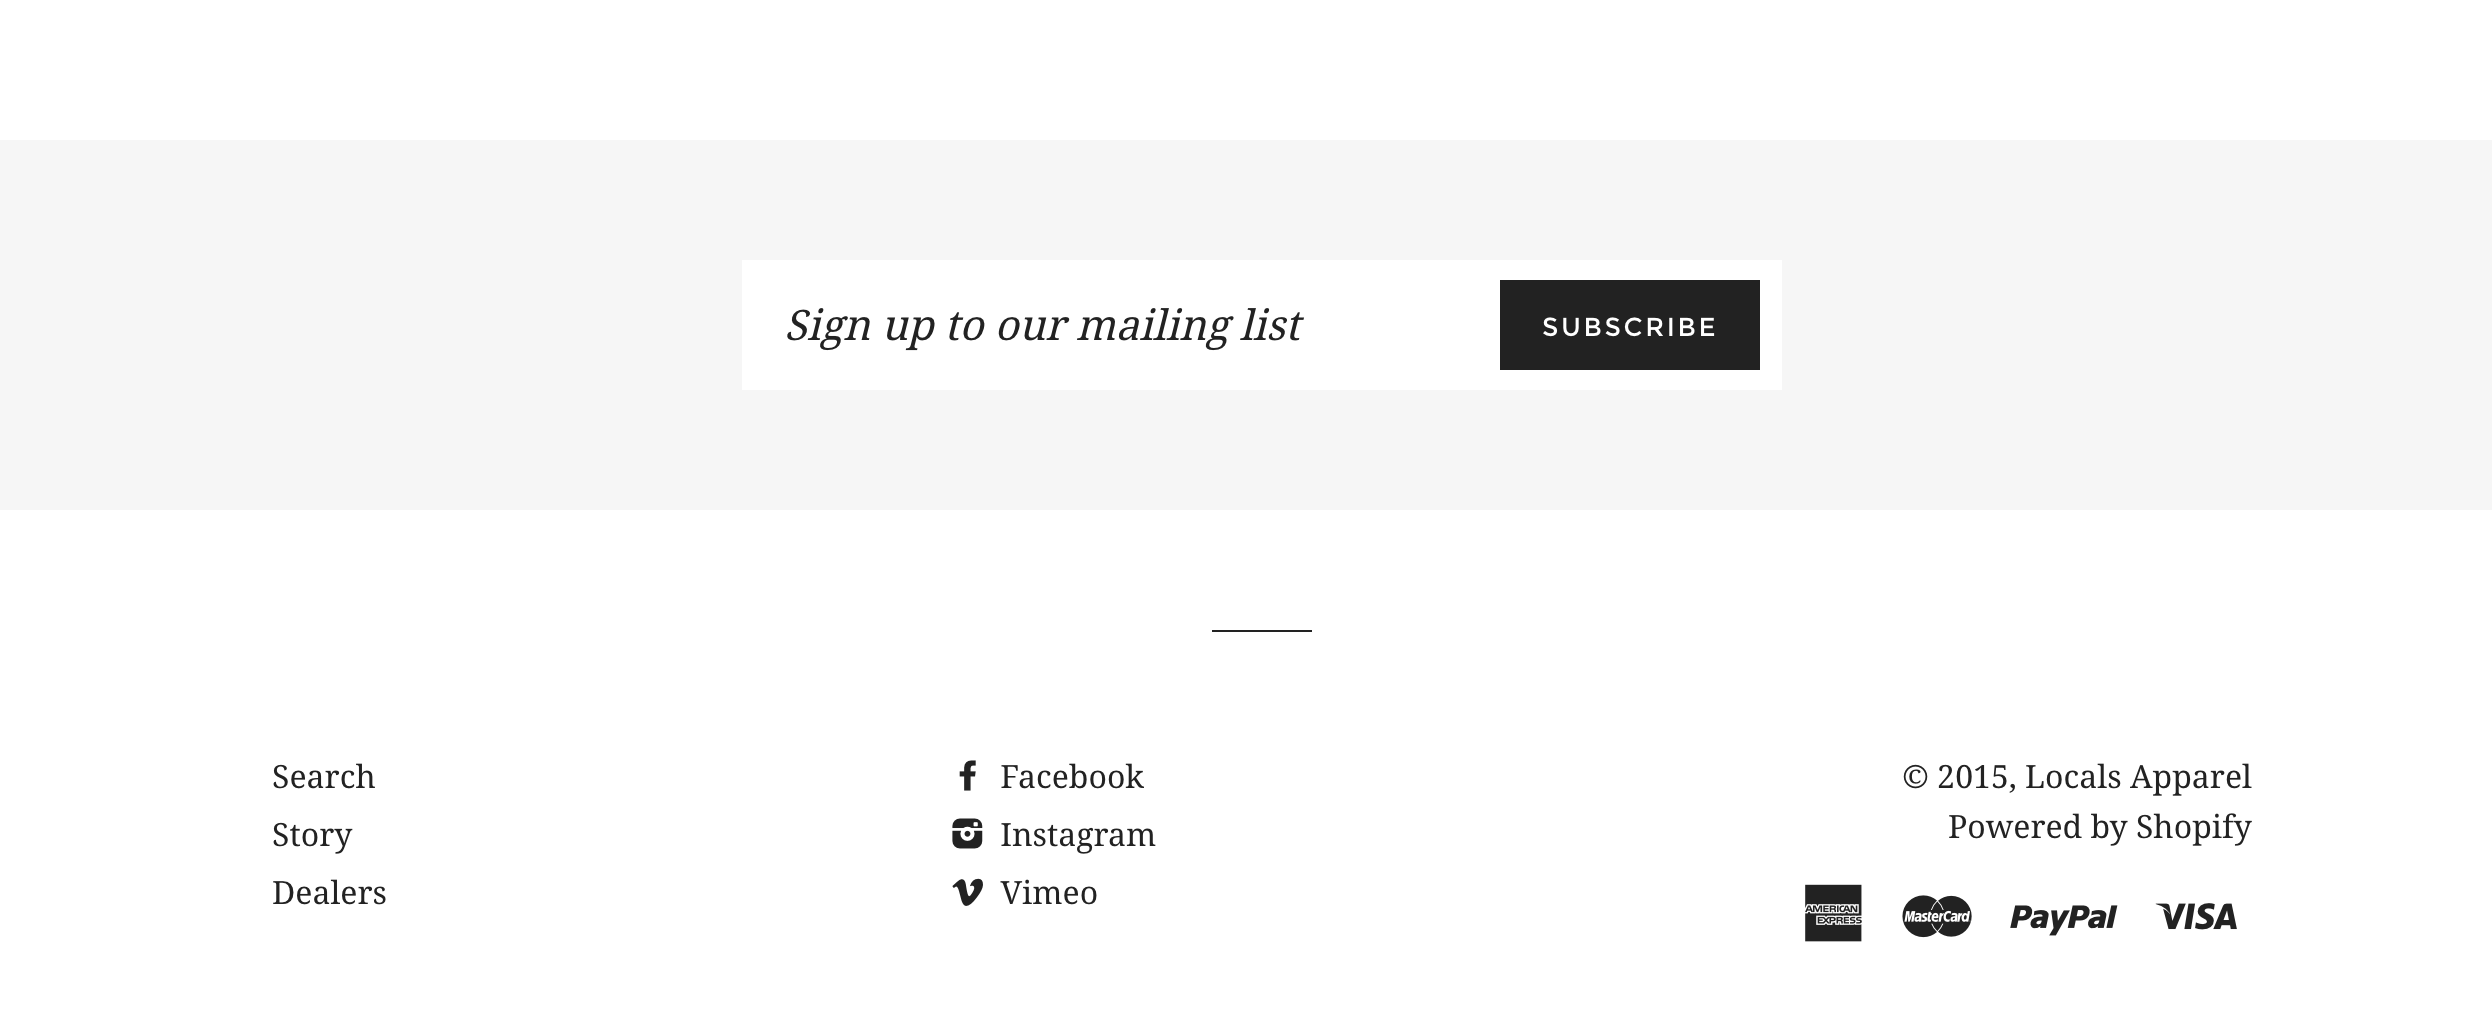 Sign up to our mailing list
SUBSCRIBE
Search
Story
Dealers
Facebook
Instagram
Vimeo
© 2015, Locals Apparel
Powered by Shopify
AMERICAN
EXPRESS
MasterCard
PayPal
VISA